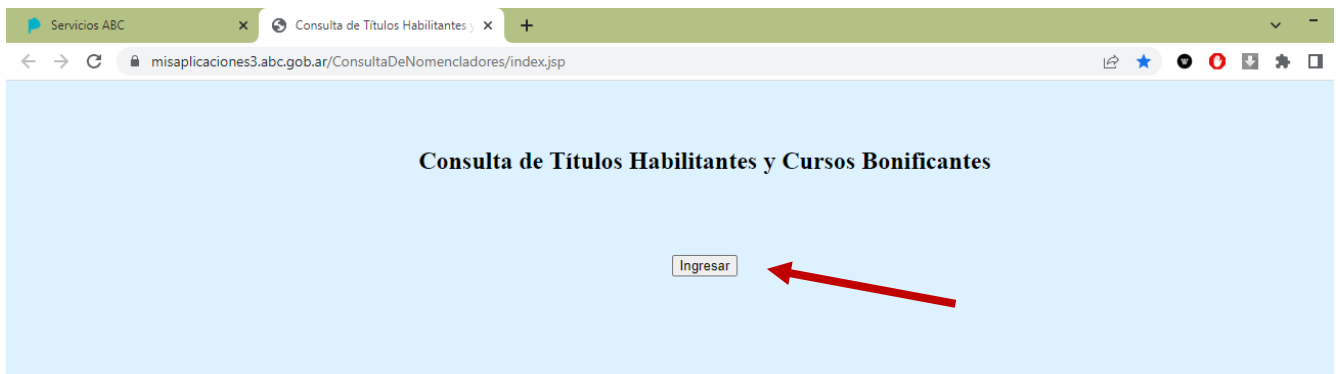 Servicios ABC
Consulta de Títulos Habilitantes y
misaplicaciones3.abc.gob.ar/ConsultaDeNomencladores/index.jsp
Consulta de Títulos Habilitantes y Cursos Bonificantes
Ingresar